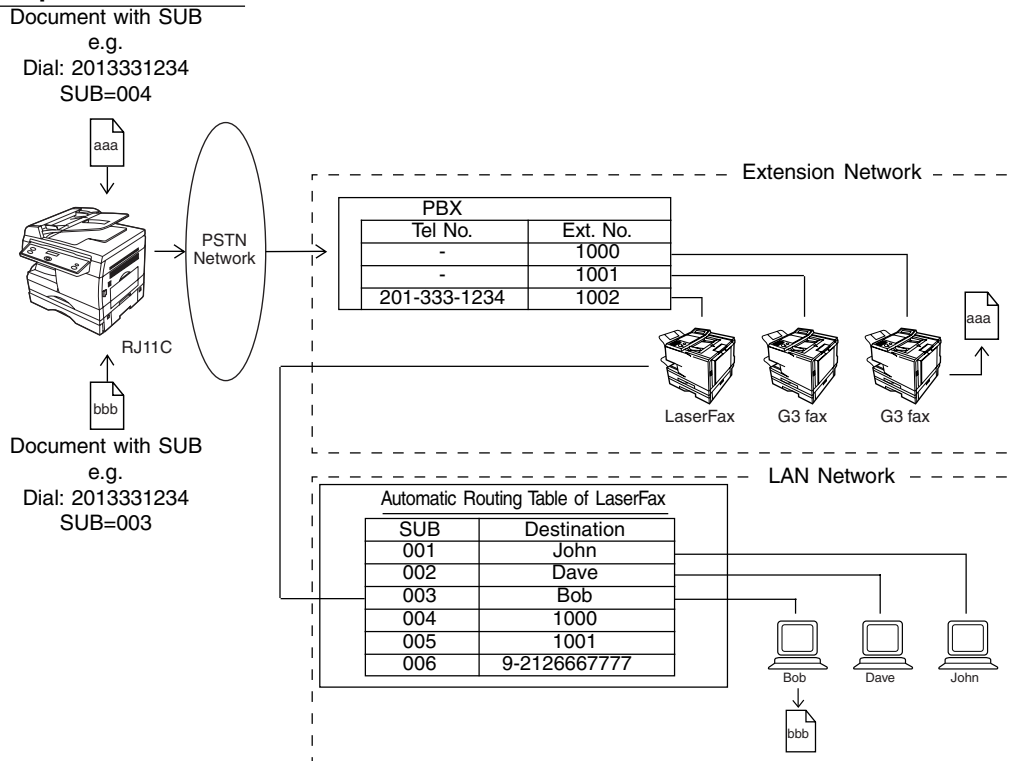 Document with SUB
e.g.
Dial: 2013331234
SUB=004
aaa
RJ11C
bbb
Document with SUB
e.g.
Dial: 2013331234
SUB=003
PSTN
Network
Extension Network
PBX
Tel No. Ext. No.
- 1000
- 1001
201-333-1234 1002
aaa
LaserFax G3 fax G3 fax
LAN Network
Automatic Routing Table of LaserFax
SUB Destination
001 John
002 Dave
003 Bob
004 1000
005 1001
006 9-2126667777
Bob Dave John
bbb